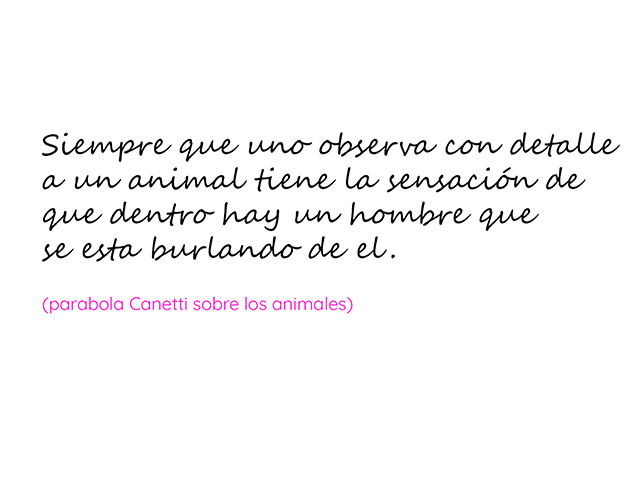 Siempre que uno observa con detalle
a un animal tiene la sensación de
que dentro hay un hombre que
se esta burlando de el.
(parabola Canetti sobre los animales)